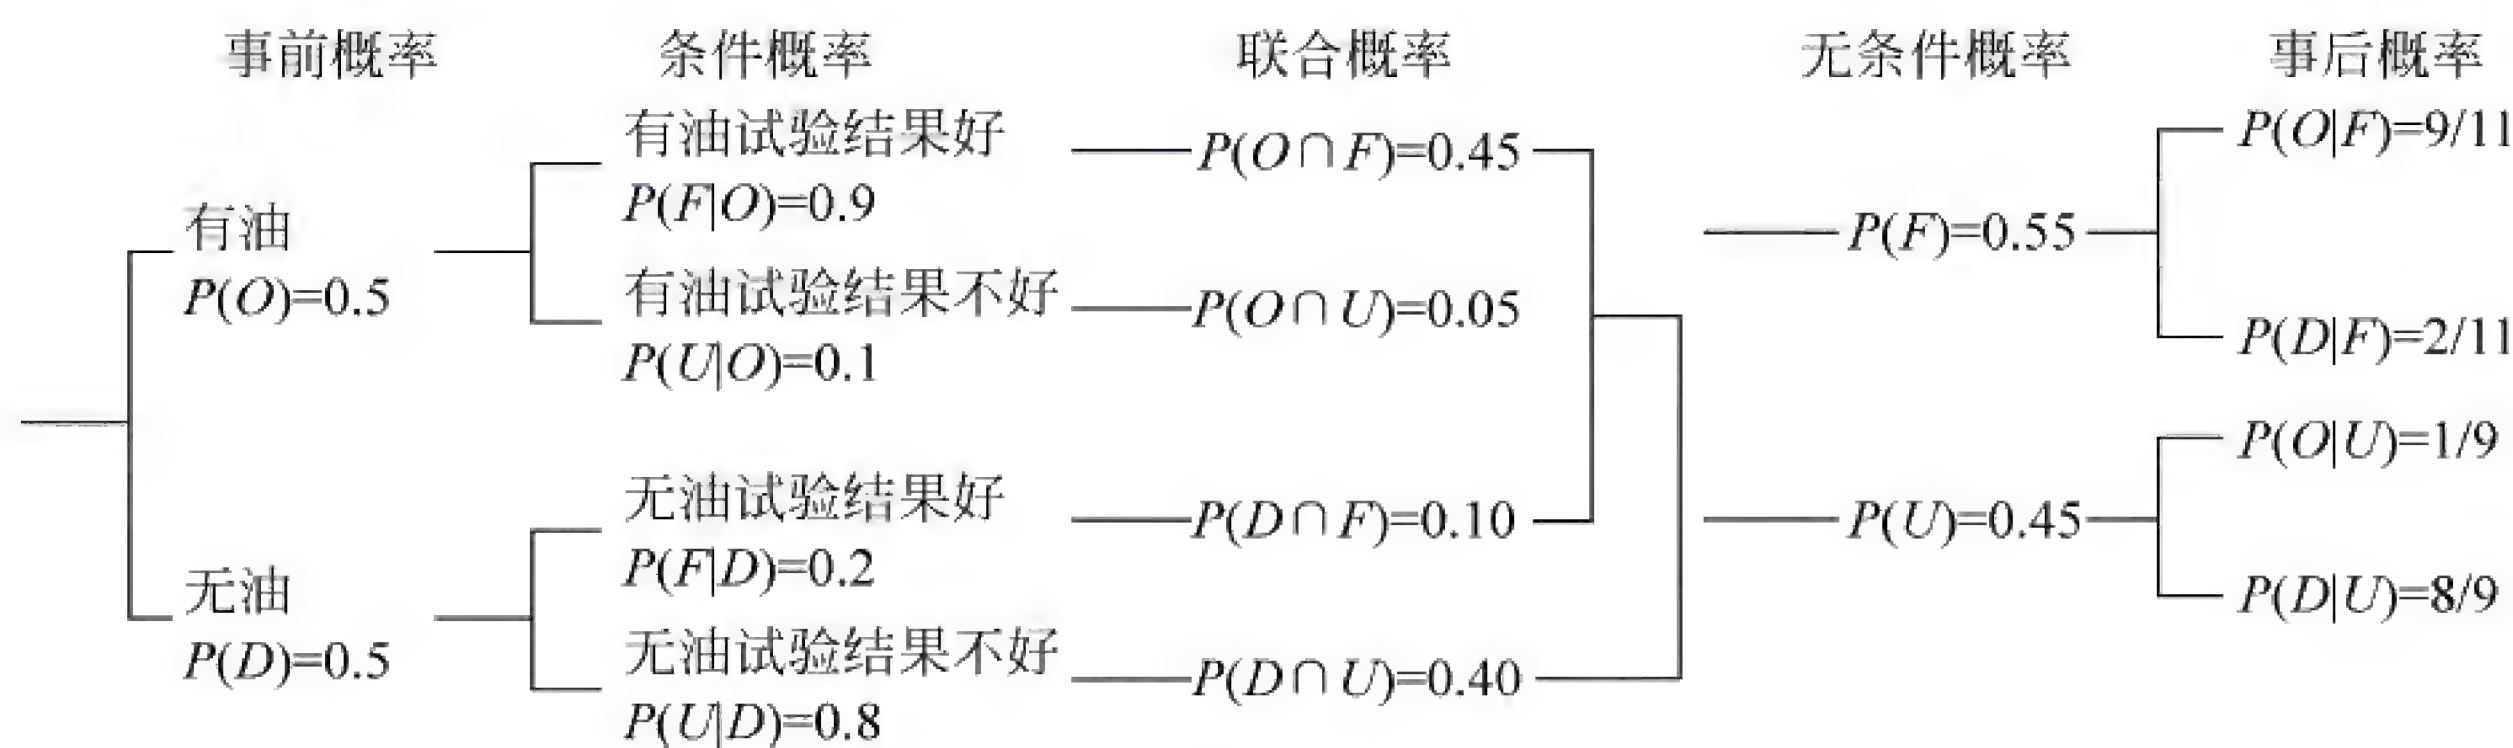 事前概率 条件概率 联合概率 无条件概率 事后概率
有油试验结果好
P(F|O)=0.9
P(O∩F)=0.45
P(O|F)=9/11
有油
P(O)=0.5
P(F)=0.55
有油试验结果不好
P(U|O)=0.1
P(O∩U)=0.05
P(D|F)=2/11
P(O|U)=1/9
无油试验结果好
P(F|D)=0.2
P(D∩F)=0.10
P(U)=0.45
无油
P(D)=0.5
P(D|U)=8/9
无油试验结果不好
P(U|D)=0.8
P(D∩U)=0.40